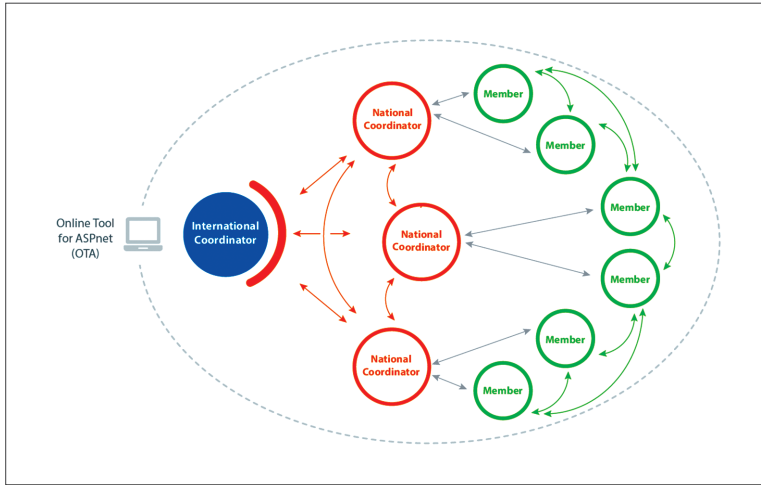 Online Tool
for ASPnet
(OTA)
International
Coordinator
National
Coordinator
National
Coordinator
National
Coordinator
Member
Member
Member
Member
Member
Member